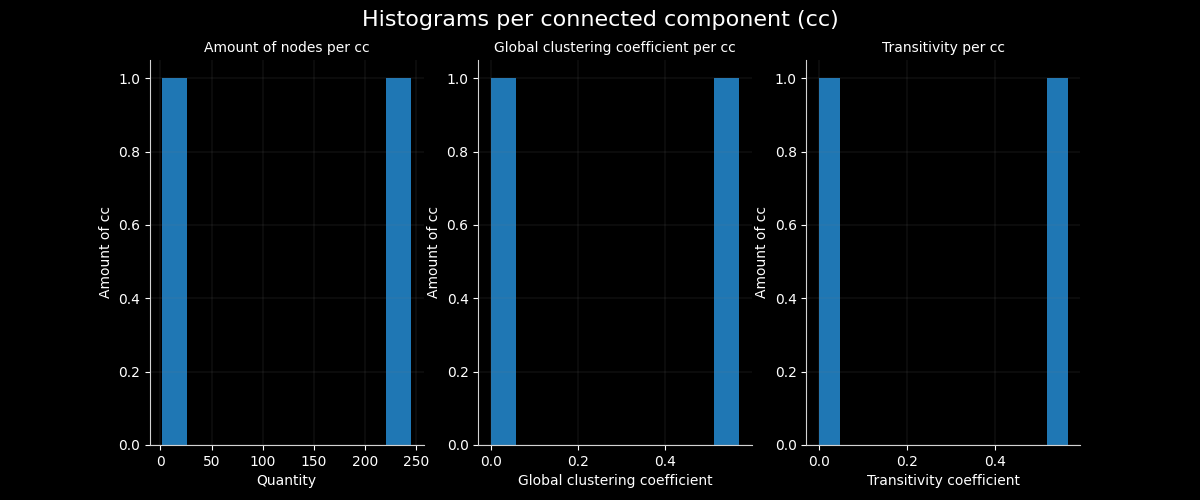 Histograms per connected component (cc)
Amount of nodes per cc
Global clustering coefficient per cc
Transitivity per cc
Amount of cc
1.0
0.8
0.6
0.4
0.2
0.0
0 50 100 150 200 250
Quantity
Amount of cc
1.0
0.8
0.6
0.4
0.2
0.0
0.0 0.2 0.4
Global clustering coefficient
Amount of cc
1.0
0.8
0.6
0.4
0.2
0.0
0.0 0.2 0.4
Transitivity coefficient